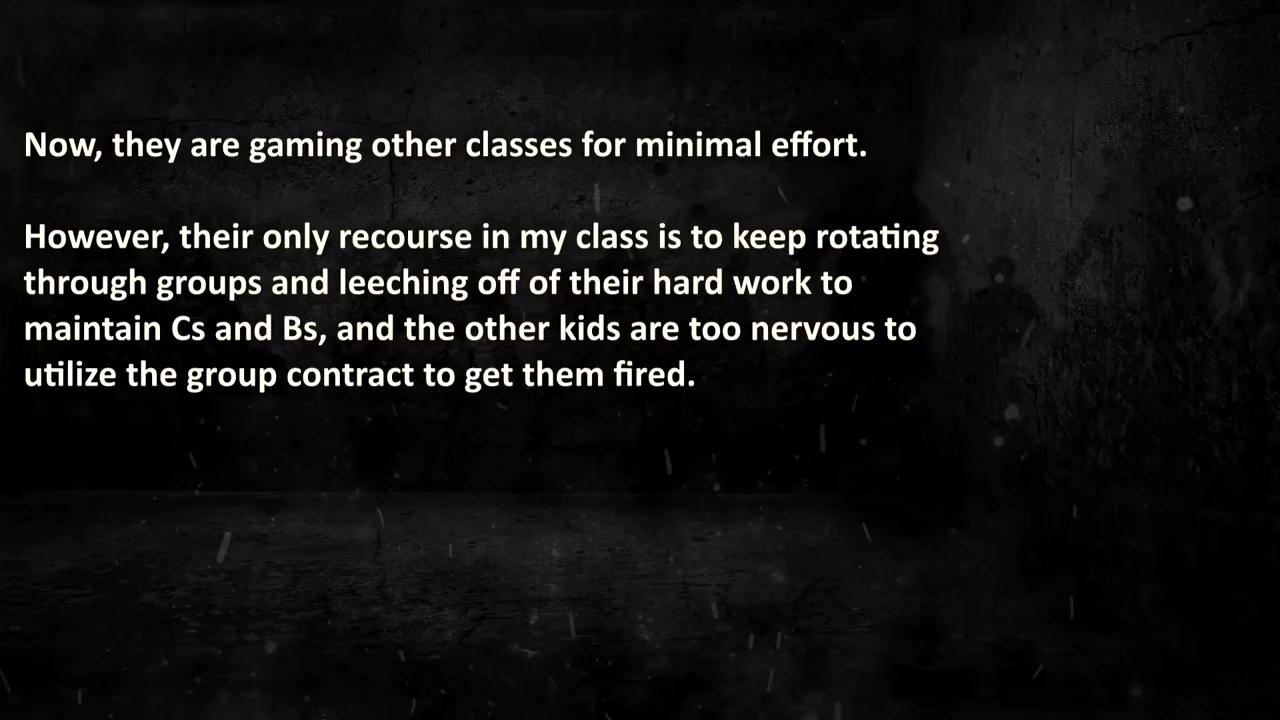 Now, they are gaming other classes for minimal effort.
However, their only recourse in my class is to keep rotating
through groups and leeching off of their hard work to
maintain Cs and Bs, and the other kids are too nervous to
utilize the group contract to get them fired.